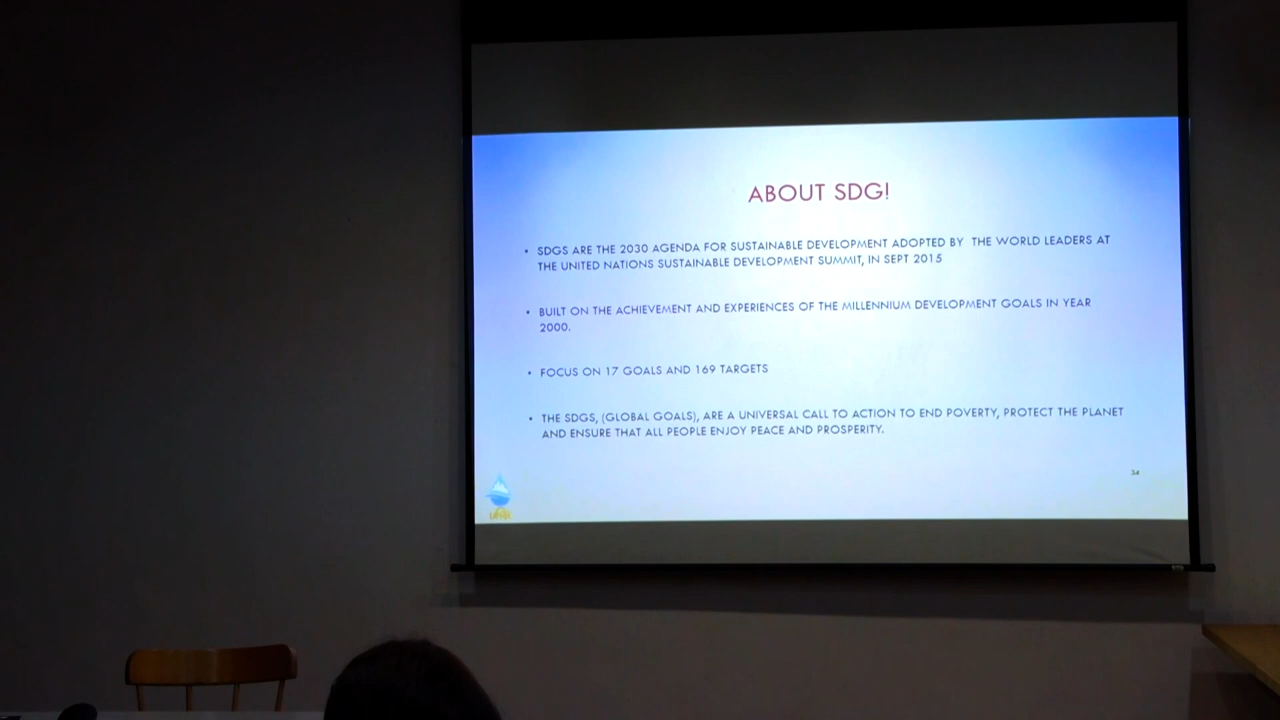 ABOUT SDG!
• SDGS ARE THE 2030 AGENDA FOR SUSTAINABLE DEVELOPMENT ADOPTED BY THE WORLD LEADERS AT
THE UNITED NATIONS SUSTAINABLE DEVELOPMENT SUMMIT, IN SEPT 2015
• BUILT ON THE ACHIEVEMENT AND EXPERIENCES OF THE MILLENNIUM DEVELOPMENT GOALS IN YEAR
2000.
• FOCUS ON 17 GOALS AND 169 TARGETS
• THE SDGS, (GLOBAL GOALS), ARE A UNIVERSAL CALL TO ACTION TO END POVERTY, PROTECT THE PLANET
AND ENSURE THAT ALL PEOPLE ENJOY PEACE AND PROSPERITY.